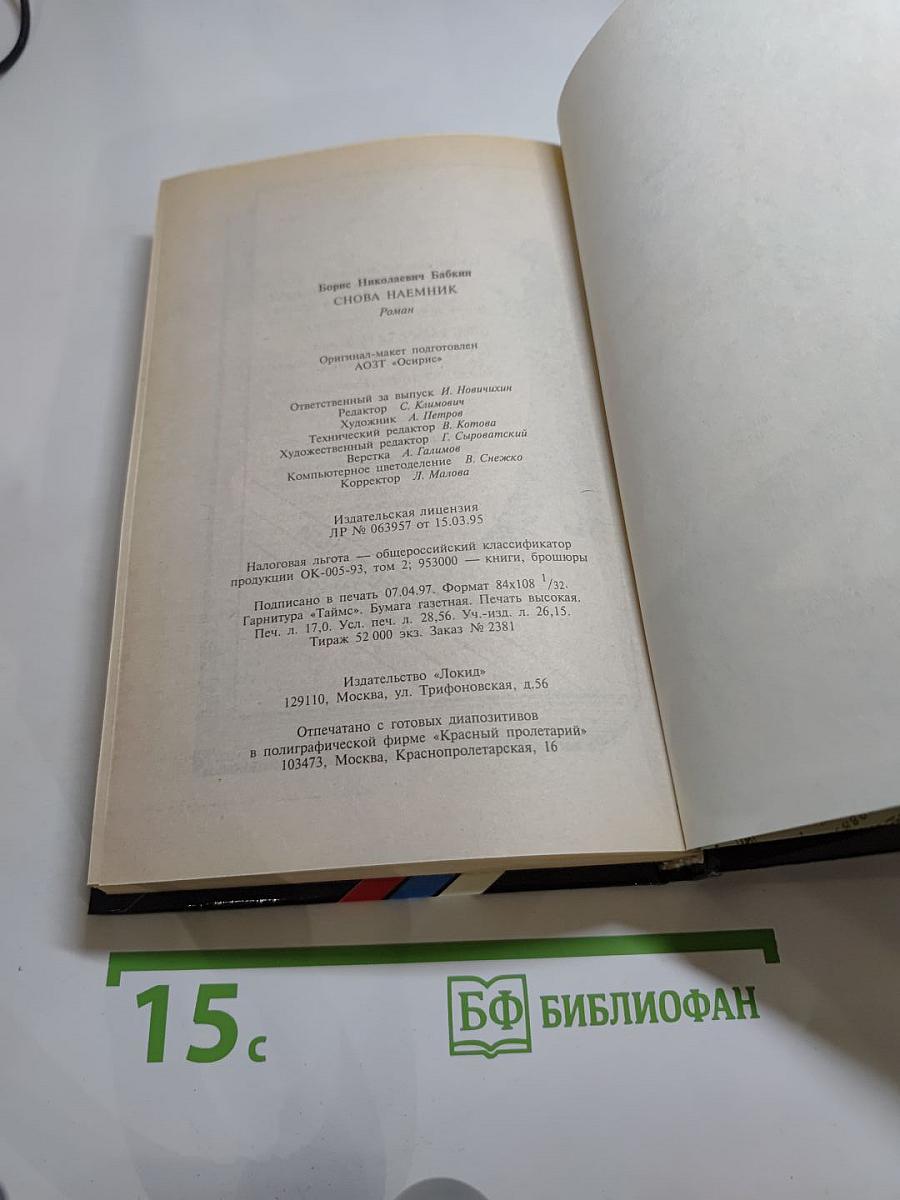 Борис Николаевич Бабкин
СНОВА НАЕМНИК
Роман
Оригинал-макет подготовлен
АОЗТ «Осирис»
Ответственный за выпуск И. Новичихин
Редактор С. Климович
Художник А. Петров
Технический редактор В. Котова
Художественный редактор Г. Сыроватский
Верстка А. Галимов
Компьютерное цветоделение В. Снежко
Корректор Л. Малова
Издательская лицензия
ЛР № 063957 от 15.03.95
Налоговая льгота — общероссийский классификатор
продукции ОК-005-93, том 2; 953000 — книги, брошюры
Подписано в печать 07.04.97. Формат 84x108 1/32.
Гарнитура «Таймс». Бумага газетная. Печать высокая.
Печ. л. 17,0. Усл. печ. л. 28,56. Уч.-изд. л. 26,15.
Тираж 52 000 экз. Заказ № 2381
Издательство «Локид»
129110, Москва, ул. Трифоновская, д.56
Отпечатано с готовых диапозитивов
в полиграфической фирме «Красный пролетарий»
103473, Москва, Краснопролетарская, 16
15 с
БФ БИБЛИОФАН